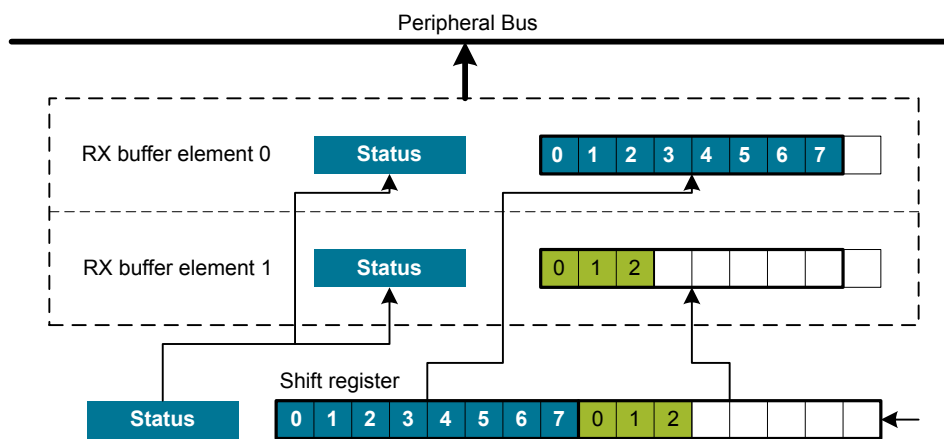 Peripheral Bus
RX buffer element 0 Status 0 1 2 3 4 5 6 7
RX buffer element 1 Status 0 1 2
Shift register
Status 0 1 2 3 4 5 6 7 0 1 2